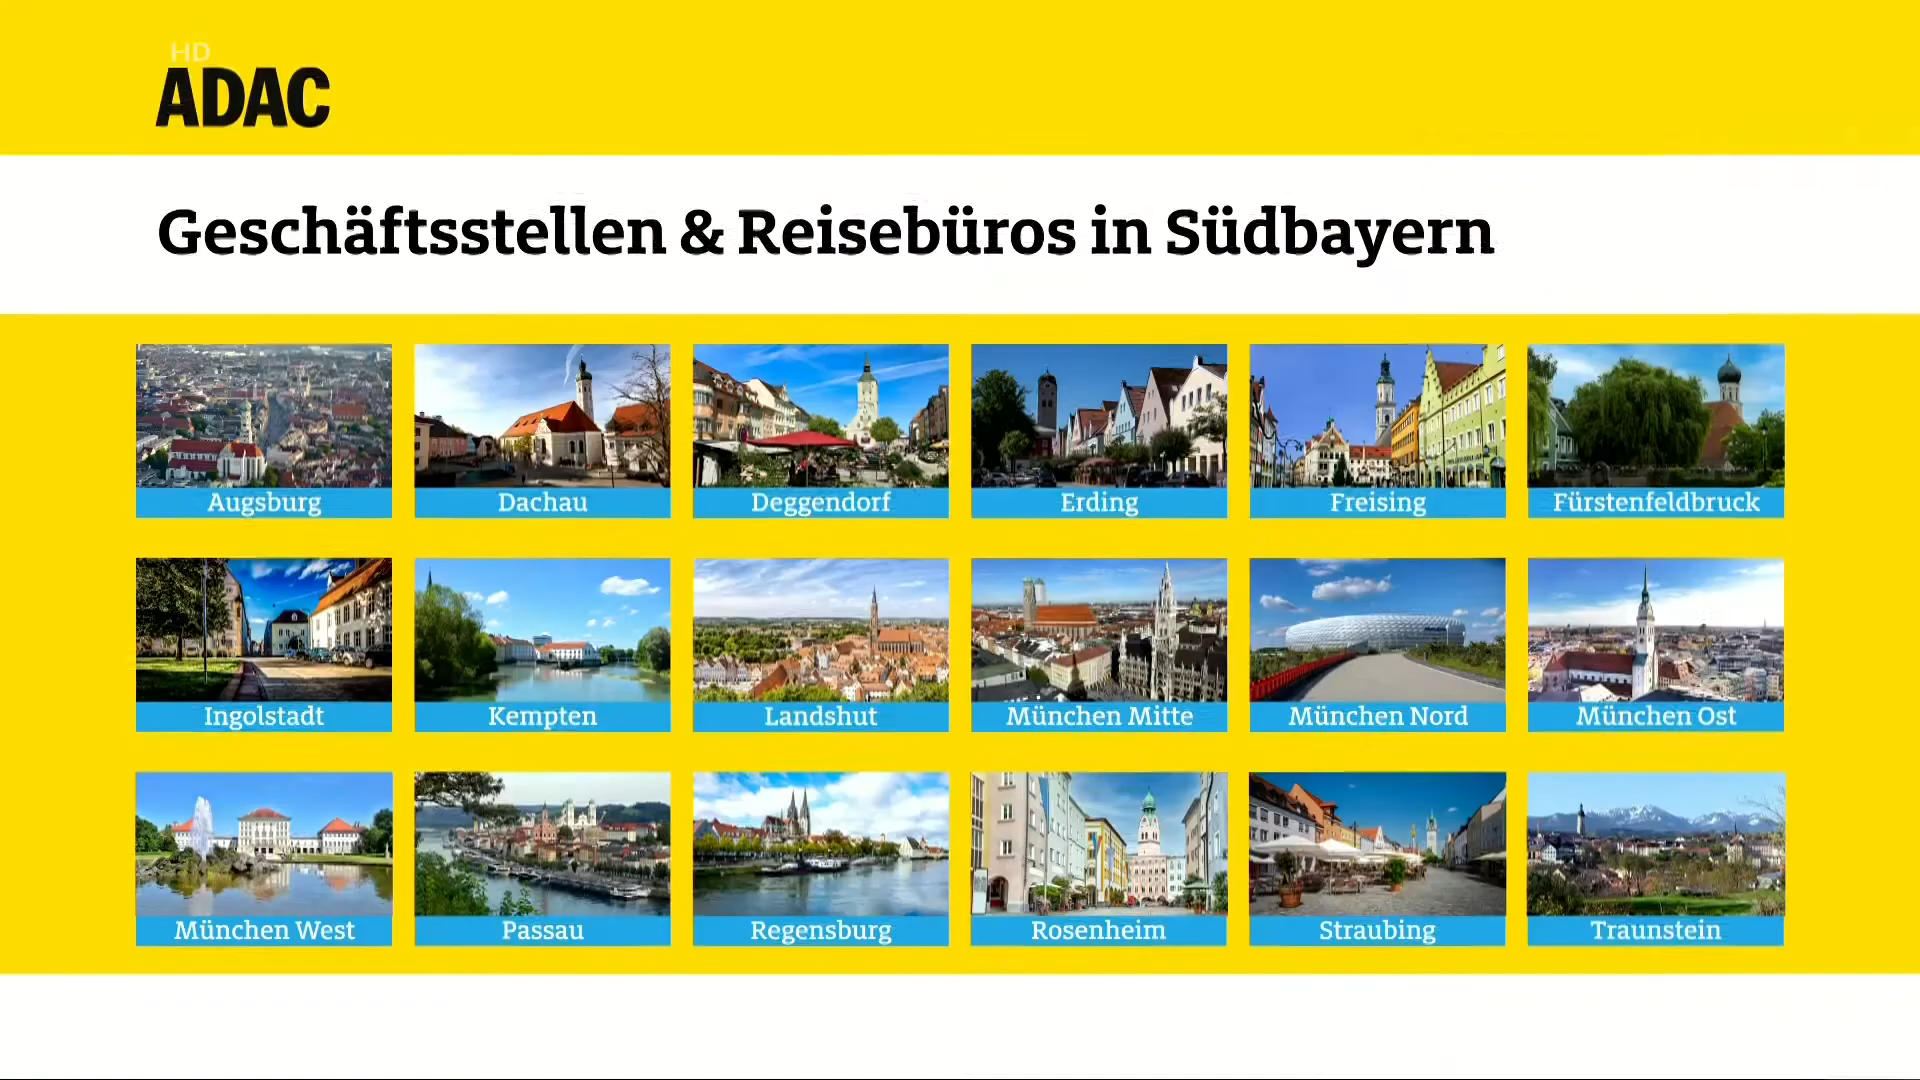 HD
ADAC
Geschäftsstellen & Reisebüros in Südbayern
Augsburg
Dachau
Deggendorf
Erding
Freising
Fürstenfeldbruck
Ingolstadt
Kempten
Landshut
München Mitte
München Nord
München Ost
München West
Passau
Regensburg
Rosenheim
Straubing
Traunstein